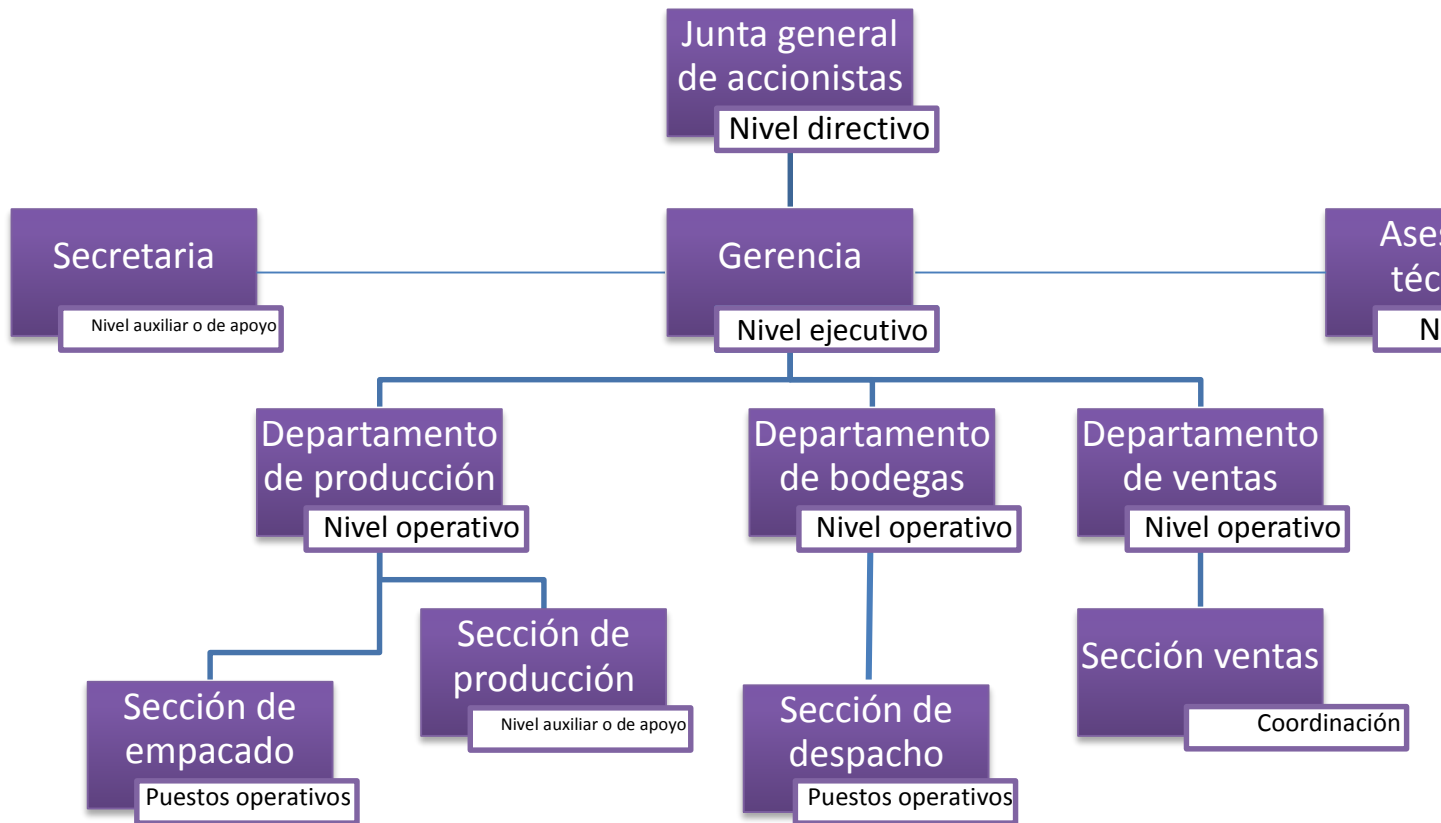 Junta general
de accionistas
Nivel directivo
Secretaria
Nivel auxiliar o de apoyo
Gerencia
Nivel ejecutivo
Departamento
de producción
Nivel operativo
Departamento
de bodegas
Nivel operativo
Departamento
de ventas
Nivel operativo
Sección de
empacado
Puestos operativos
Sección de
producción
Nivel auxiliar o de apoyo
Sección de
despacho
Puestos operativos
Sección ventas
Coordinación